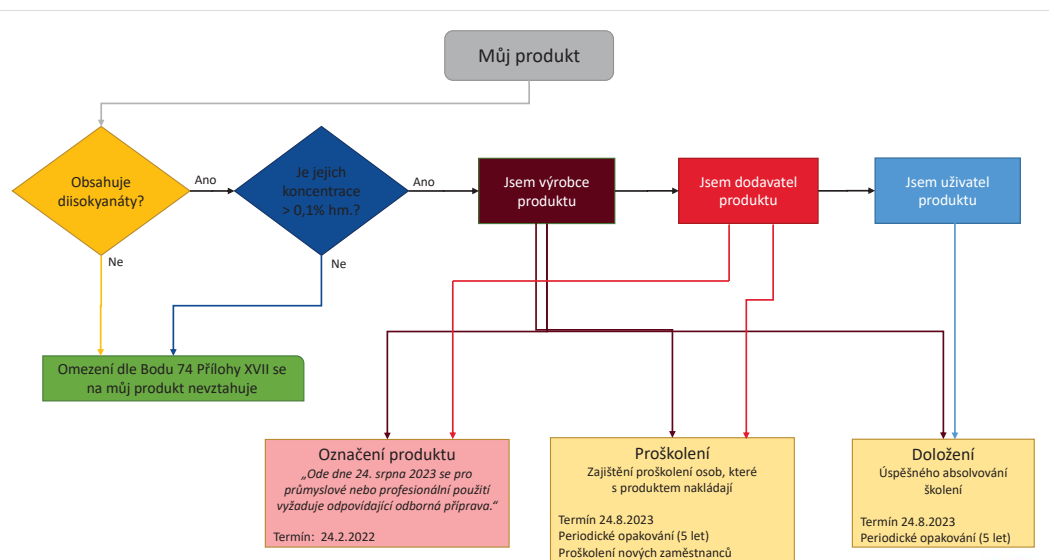 Můj produkt
Obsahuje
diisokyanáty?
Ano
Je jejich
koncentrace
> 0,1% hm.?
Ano
Jsem výrobce
produktu
Jsem dodavatel
produktu
Jsem uživatel
produktu
Ne
Ne
Omezení dle Bodu 74 Přílohy XVII se
na můj produkt nevztahuje
Označení produktu
„Ode dne 24. srpna 2023 se pro
průmyslové nebo profesionální použití
vyžaduje odpovídající odborná příprava.“
Termín: 24.2.2022
Proškolení
Zajištění proškolení osob, které
s produktem nakládají
Termín 24.8.2023
Periodické opakování (5 let)
Proškolení nových zaměstnanců
Doložení
Úspěšného absolvování
školení
Termín 24.8.2023
Periodické opakování (5 let)